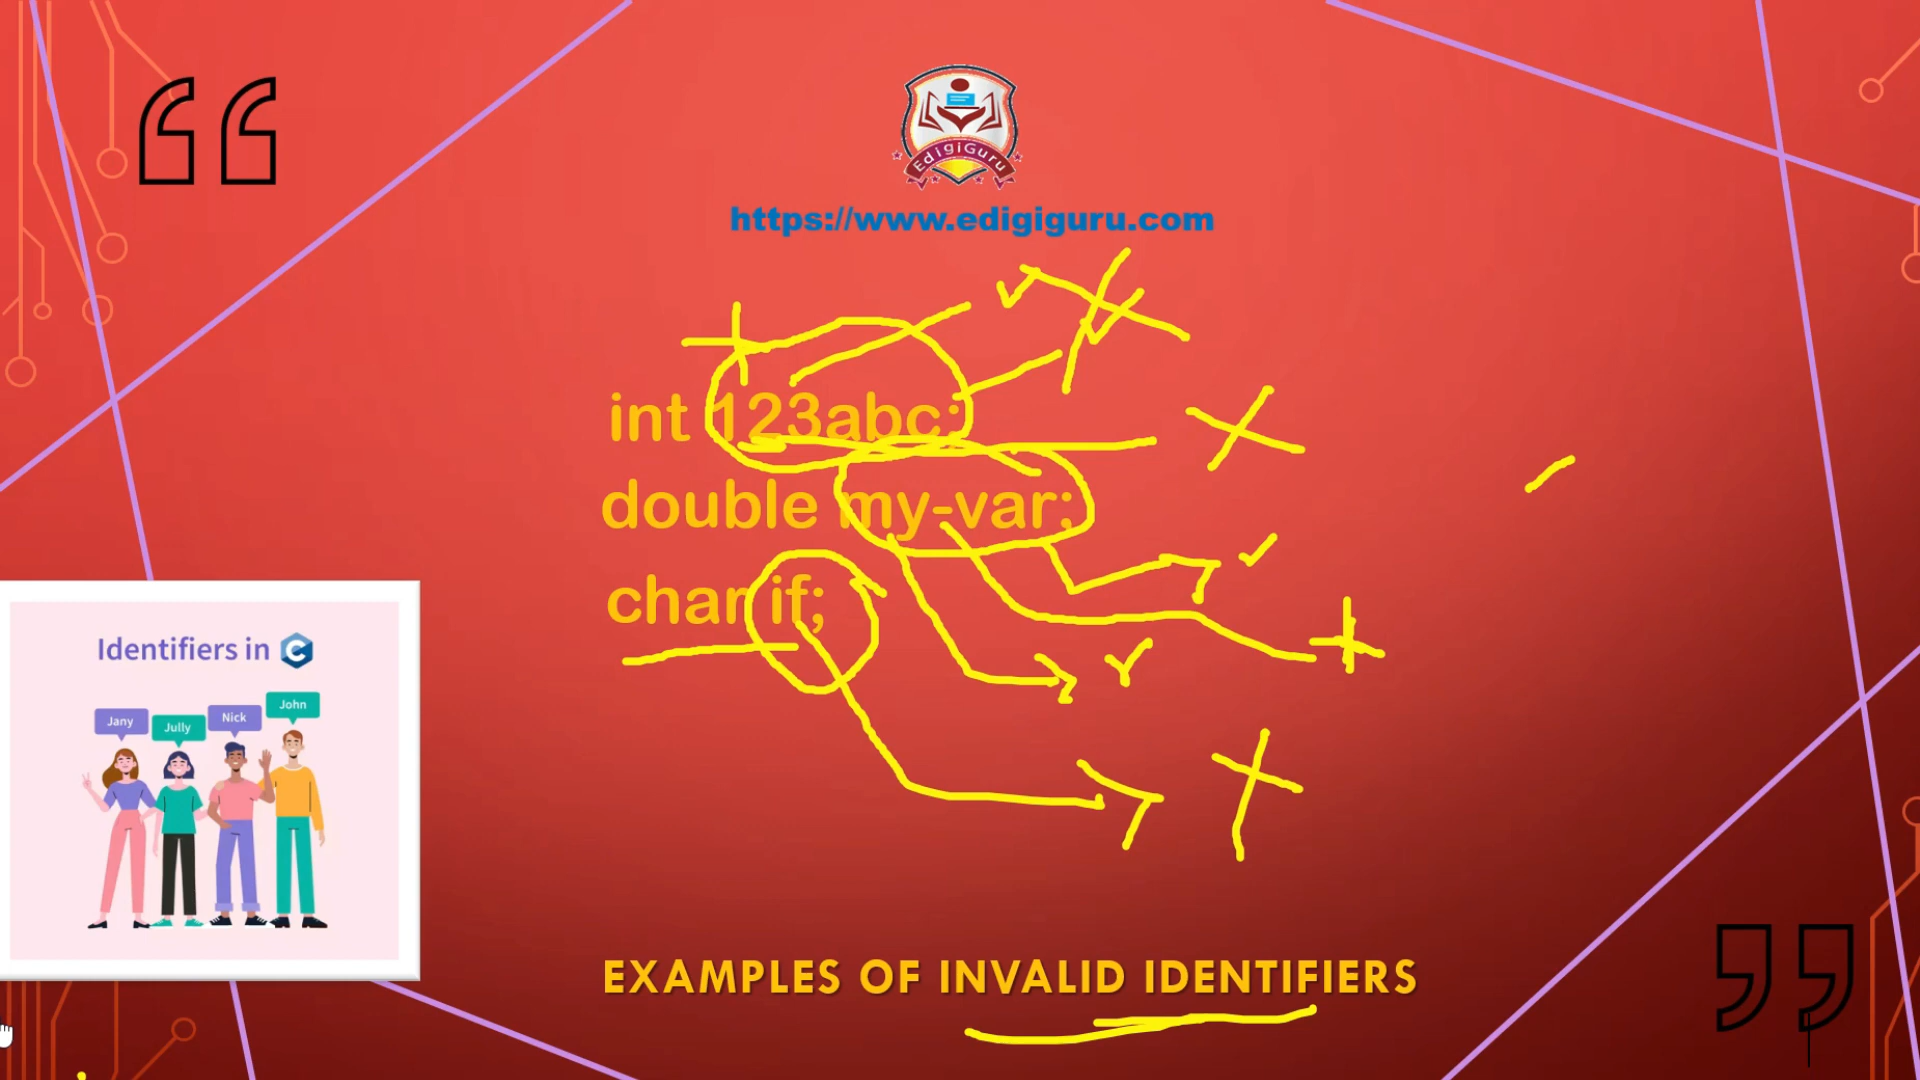 EdigiGuru
https://www.edigiguru.com
int 123abc;
double my-var;
char if;
Identifiers in C
Jany
Jully
Nick
John
EXAMPLES OF INVALID IDENTIFIERS